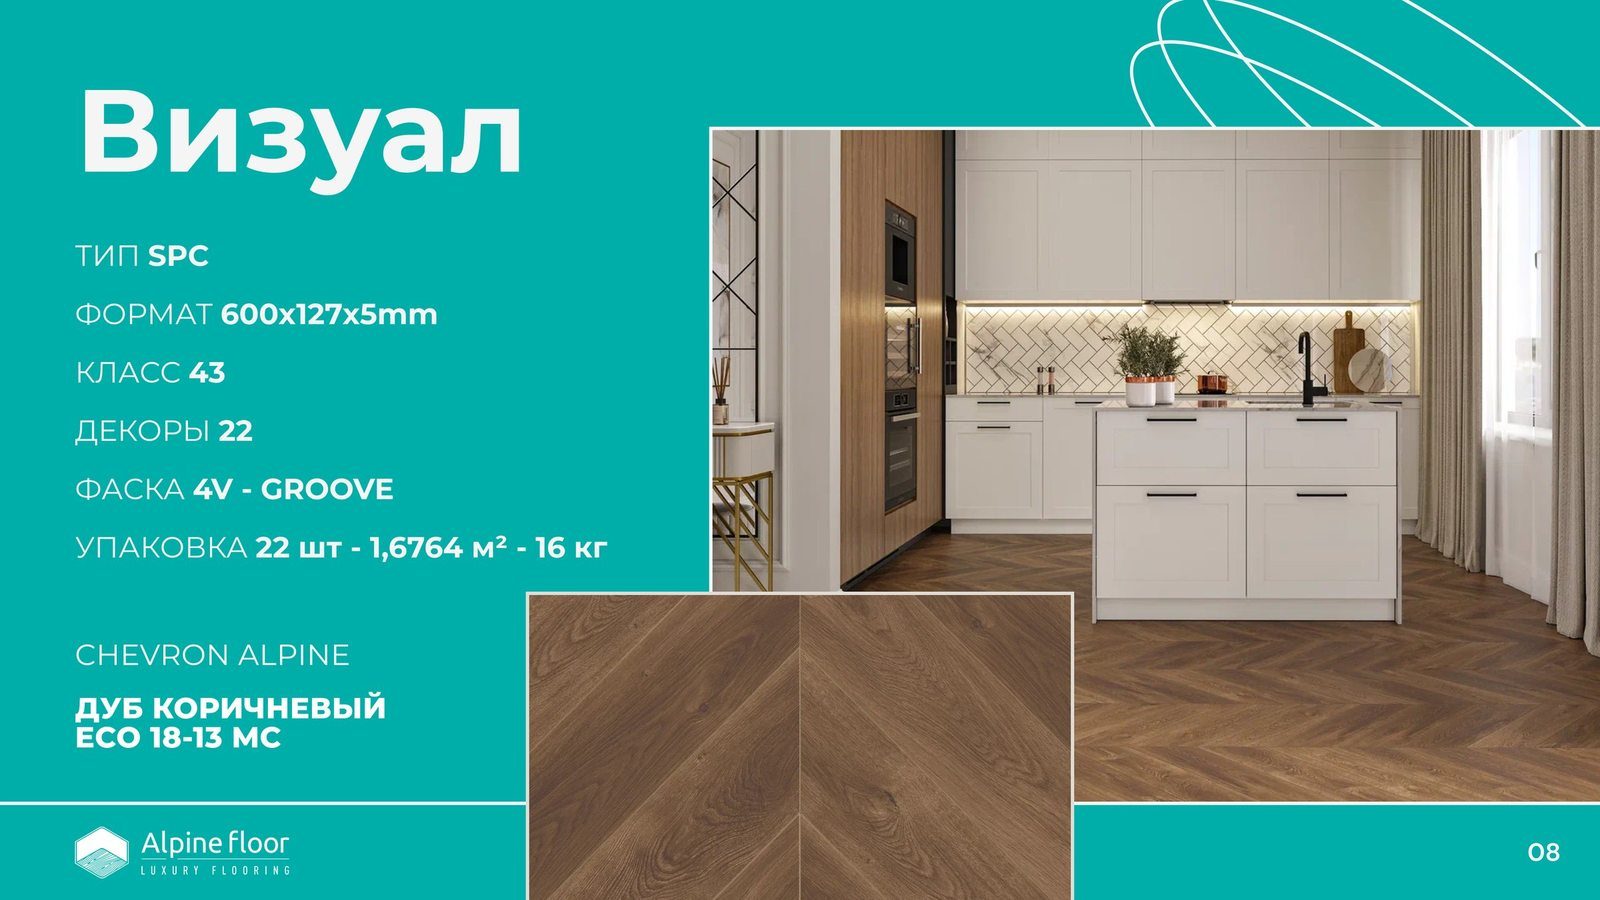 Визуал
ТИП SPC
ФОРМАТ 600x127x5mm
КЛАСС 43
ДЕКОРЫ 22
ФАСКА 4V - GROOVE
УПАКОВКА 22 шт - 1,6764 м² - 16 кг
CHEVRON ALPINE
ДУБ КОРИЧНЕВЫЙ
ECO 18-13 MC
Alpine floor
LUXURY FLOORING
08